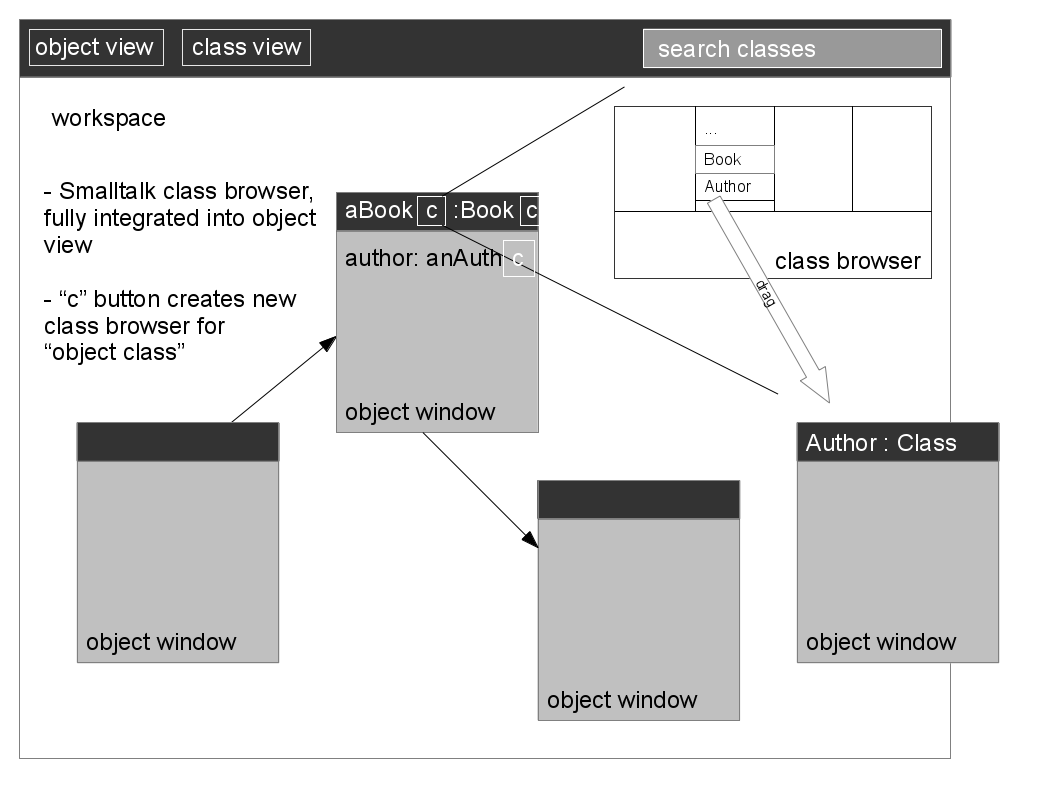 object view
class view
search classes
workspace
- Smalltalk class browser,
fully integrated into object
view
- “c” button creates new
class browser for
“object class”
...
Book
Author
class browser
drag
aBook c :Book c
author: anAuth c
object window
Author : Class
object window
object window
object window